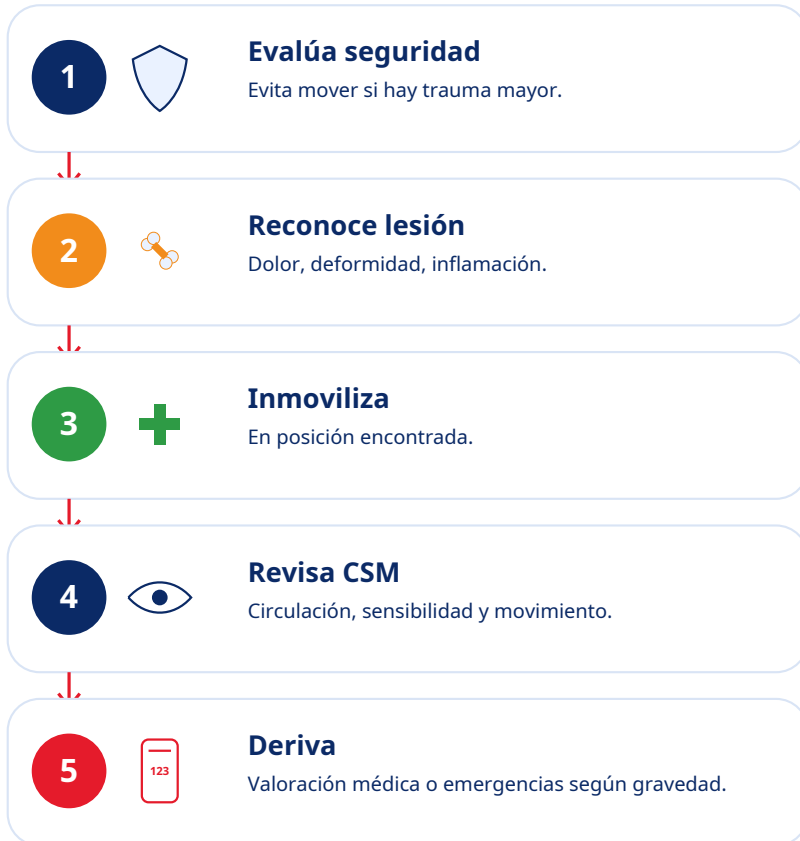 1
Evalúa seguridad
Evita mover si hay trauma mayor.
2
Reconoce lesión
Dolor, deformidad, inflamación.
3
Inmoviliza
En posición encontrada.
4
Revisa CSM
Circulación, sensibilidad y movimiento.
5
123
Deriva
Valoración médica o emergencias según gravedad.